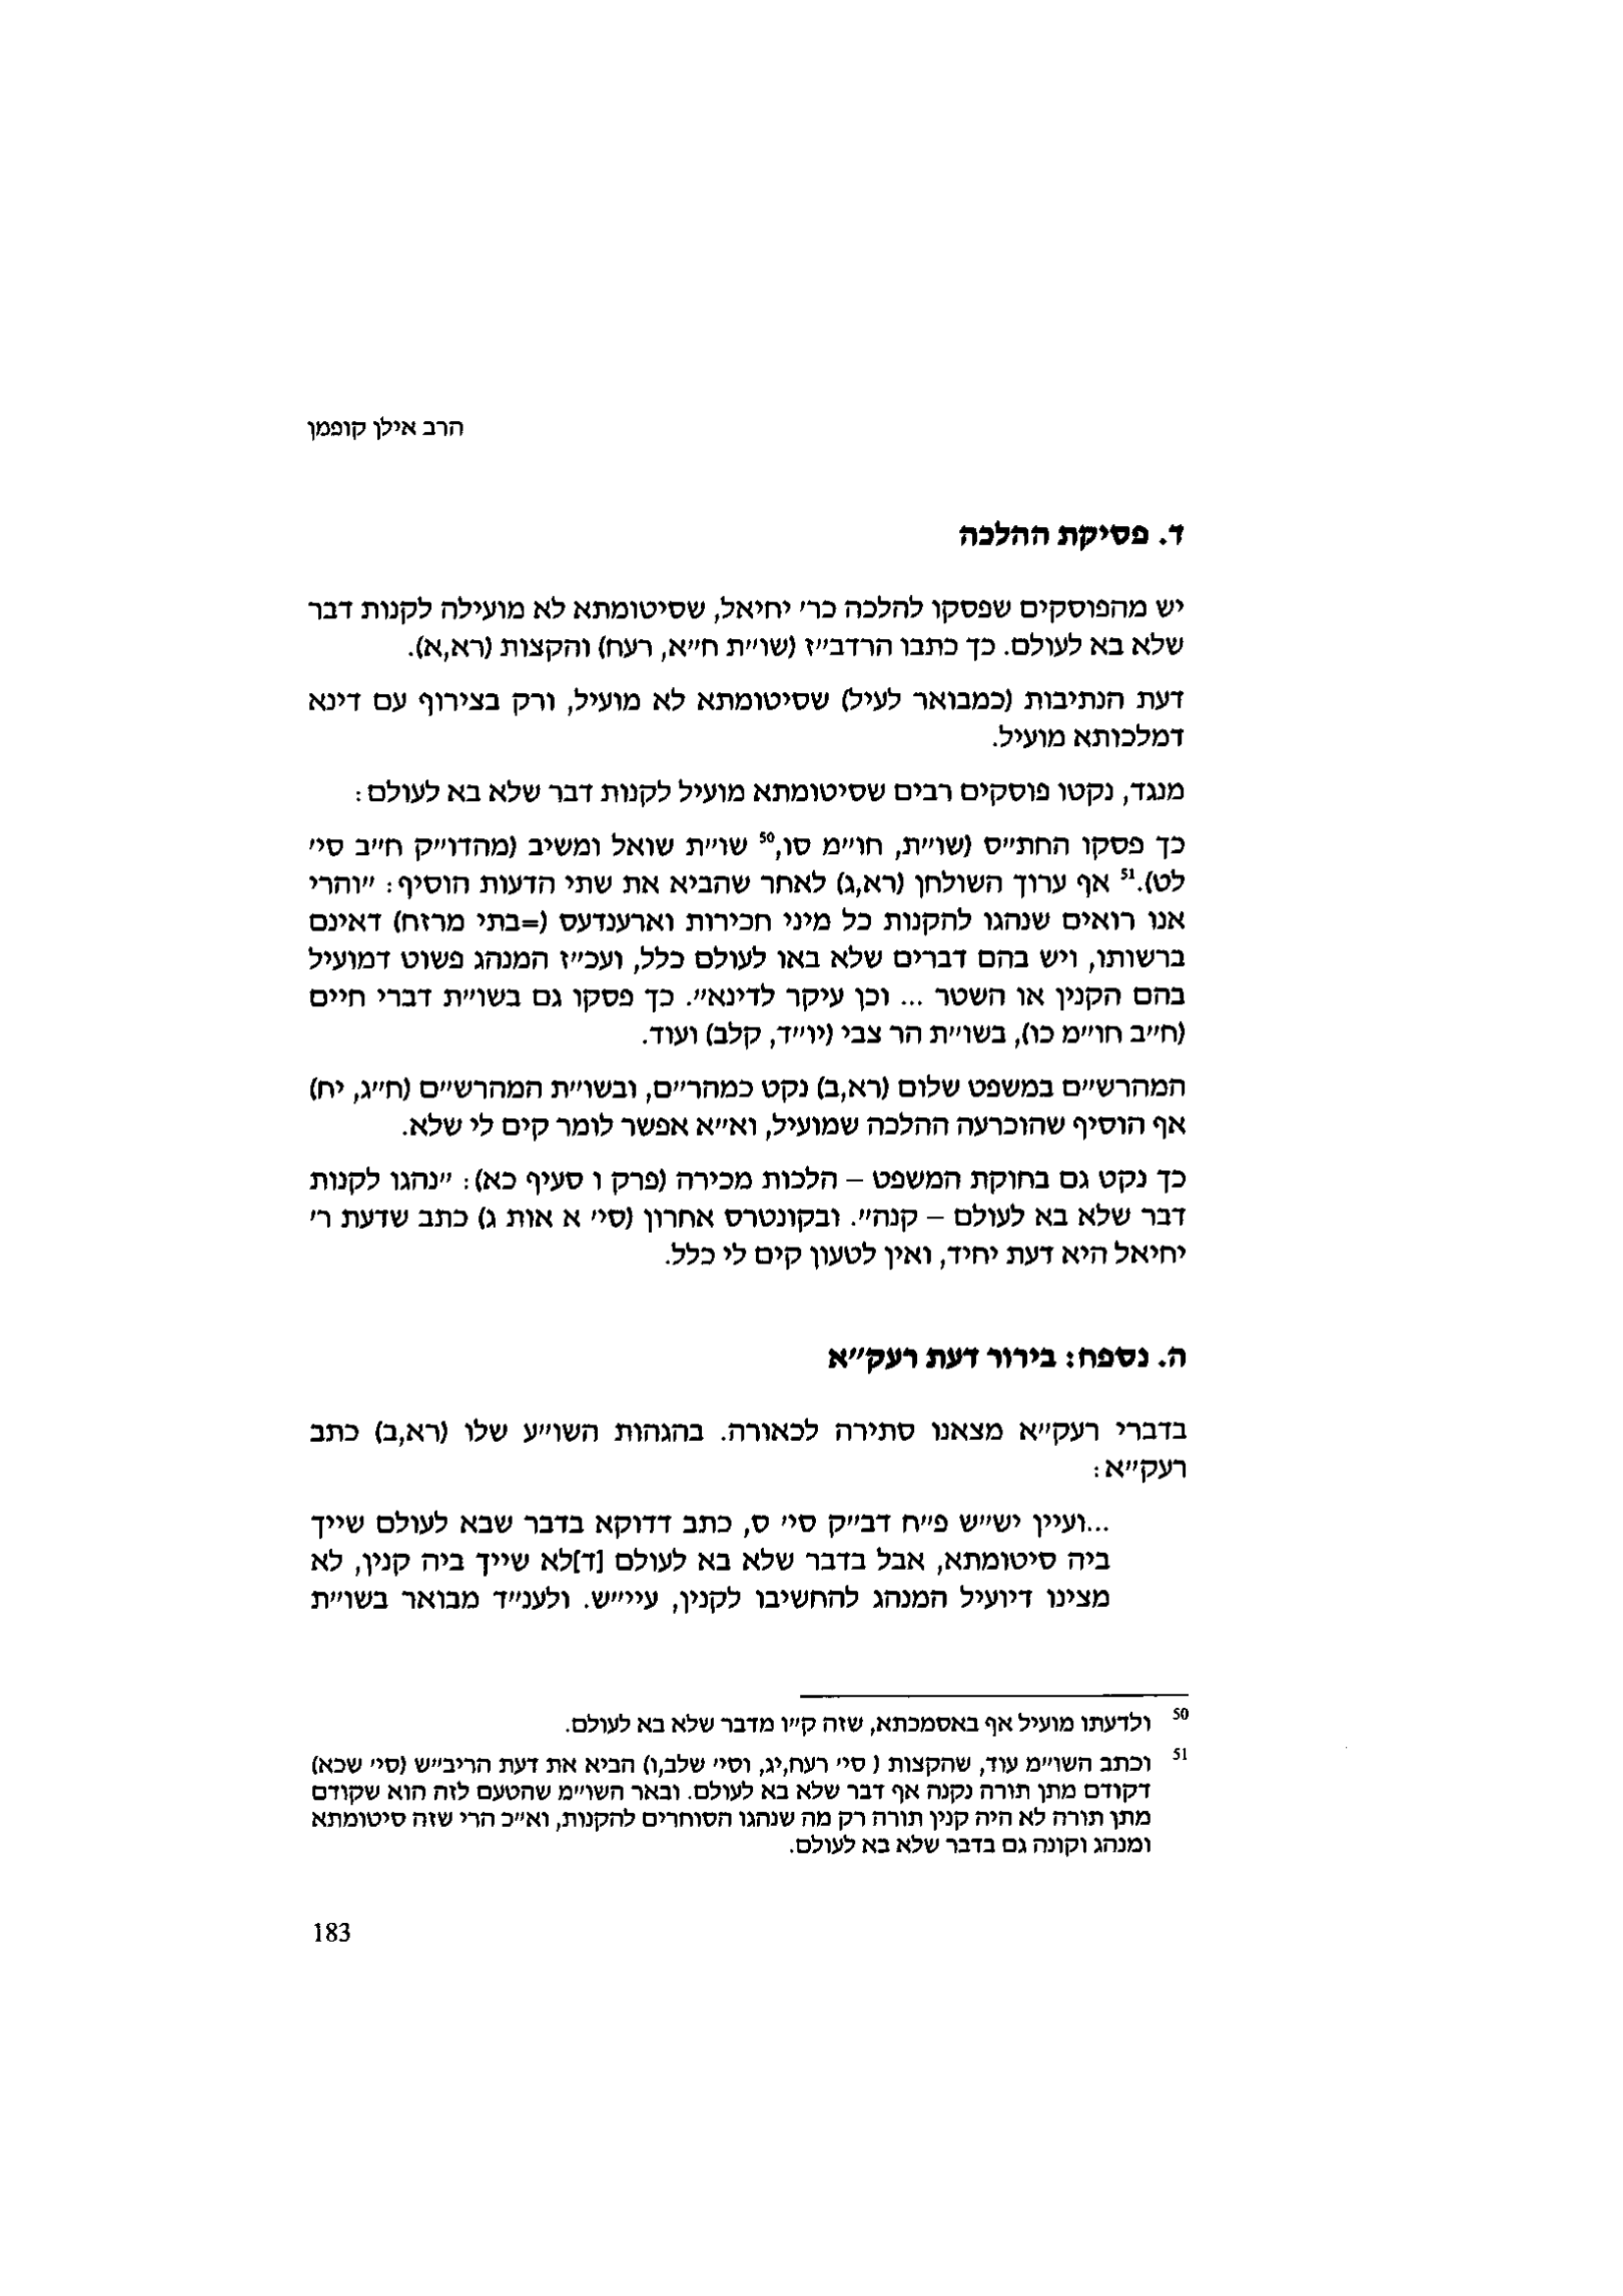 הרב אילן קופמן
ד. פסיקת ההלכה
יש מהפוסקים שפסקו להלכה כר׳ יחיאל, שסיטומתא לא מועילה לקנות דבר
שלא בא לעולם. כך כתבו הרדב״ז (שו״ת ח״א, רעח) והקצות (רא,א).
דעת הנתיבות (כמבואר לעיל) שסיטומתא לא מועיל, ורק בצירוף עם דינא
דמלכותא מועיל.
מנגד, נקטו פוסקים רבים שסיטומתא מועיל לקנות דבר שלא בא לעולם:
כך פסקו החת״ס (שו״ת, חו״מ סו,50 שו״ת שואל ומשיב (מהדו״ק ח״ב סי׳
לט).51 אף ערוך השולחן (רא,ג) לאחר שהביא את שתי הדעות הוסיף: ״והרי
אנו רואים שנהגו להקנות כל מיני חכירות וארענדעס (=בתי מרזח) דאינם
ברשותו, ויש בהם דברים שלא באו לעולם כלל, ועכ״ז המנהג פשוט דמועיל
בהם הקנין או השטר ... וכן עיקר לדינא״. כך פסקו גם בשו״ת דברי חיים
(ח״ב חו״מ כו), בשו״ת הר צבי (יו״ד, קלב) ועוד.
המהרש״ם במשפט שלום (רא,ב) נקט כמהר״ם, ובשו״ת המהרש״ם (ח״ג, יח)
אף הוסיף שהוכרעה ההלכה שמועיל, וא״א אפשר לומר קים לי שלא.
כך נקט גם בחוקת המשפט – הלכות מכירה (פרק ו סעיף כא): ״נהגו לקנות
דבר שלא בא לעולם – קנה״. ובקונטרס אחרון (סי׳ א אות ג) כתב שדעת ר׳
יחיאל היא דעת יחיד, ואין לטעון קים לי כלל.
ה. נספח: בירור דעת רעק״א
בדברי רעק״א מצאנו סתירה לכאורה. בהגהות השו״ע שלו (רא,ב) כתב
רעק״א:
...ועיין יש״ש פ״ח דב״ק סי׳ ס, כתב דדוקא בדבר שבא לעולם שייך
ביה סיטומתא, אבל בדבר שלא בא לעולם [ד]לא שייך ביה קנין, לא
מצינו דיועיל המנהג להחשיבו לקנין, עיי״ש. ולענ״ד מבואר בשו״ת
50 ולדעתו מועיל אף באסמכתא, שזה ק״ו מדבר שלא בא לעולם.
51 וכתב השו״מ עוד, שהקצות ( סי׳ רעח,יג, וסי׳ שלב,ו) הביא את דעת הריב״ש (סי׳ שכא)
דקודם מתן תורה נקנה אף דבר שלא בא לעולם. ובאר השו״מ שהטעם לזה הוא שקודם
מתן תורה לא היה קנין תורה רק מה שנהגו הסוחרים להקנות, וא״כ הרי שזה סיטומתא
ומנהג וקונה גם בדבר שלא בא לעולם.
183